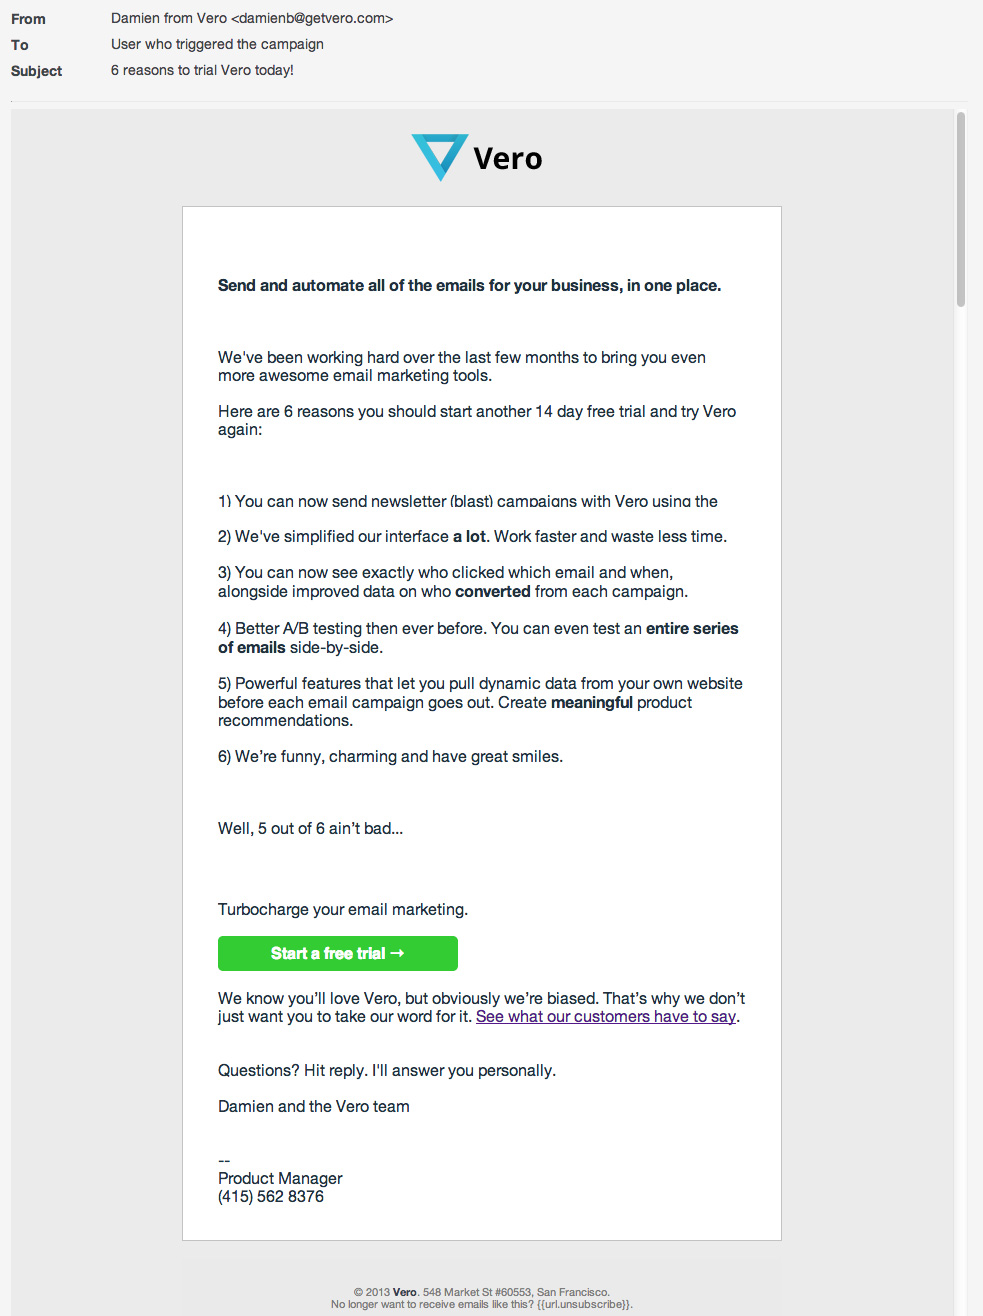 From Damien from Vero <damienb@getvero.com>
To User who triggered the campaign
Subject 6 reasons to trial Vero today!
Vero
Send and automate all of the emails for your business, in one place.
We've been working hard over the last few months to bring you even
more awesome email marketing tools.
Here are 6 reasons you should start another 14 day free trial and try Vero
again:
1) You can now send newsletter (blast) campaigns with Vero using the
2) We've simplified our interface a lot. Work faster and waste less time.
3) You can now see exactly who clicked which email and when,
alongside improved data on who converted from each campaign.
4) Better A/B testing then ever before. You can even test an entire series
of emails side-by-side.
5) Powerful features that let you pull dynamic data from your own website
before each email campaign goes out. Create meaningful product
recommendations.
6) We’re funny, charming and have great smiles.
Well, 5 out of 6 ain’t bad...
Turbocharge your email marketing.
Start a free trial →
We know you’ll love Vero, but obviously we’re biased. That’s why we don’t
just want you to take our word for it. See what our customers have to say.
Questions? Hit reply. I'll answer you personally.
Damien and the Vero team
--
Product Manager
(415) 562 8376
© 2013 Vero. 548 Market St #60553, San Francisco.
No longer want to receive emails like this? {{url.unsubscribe}}.